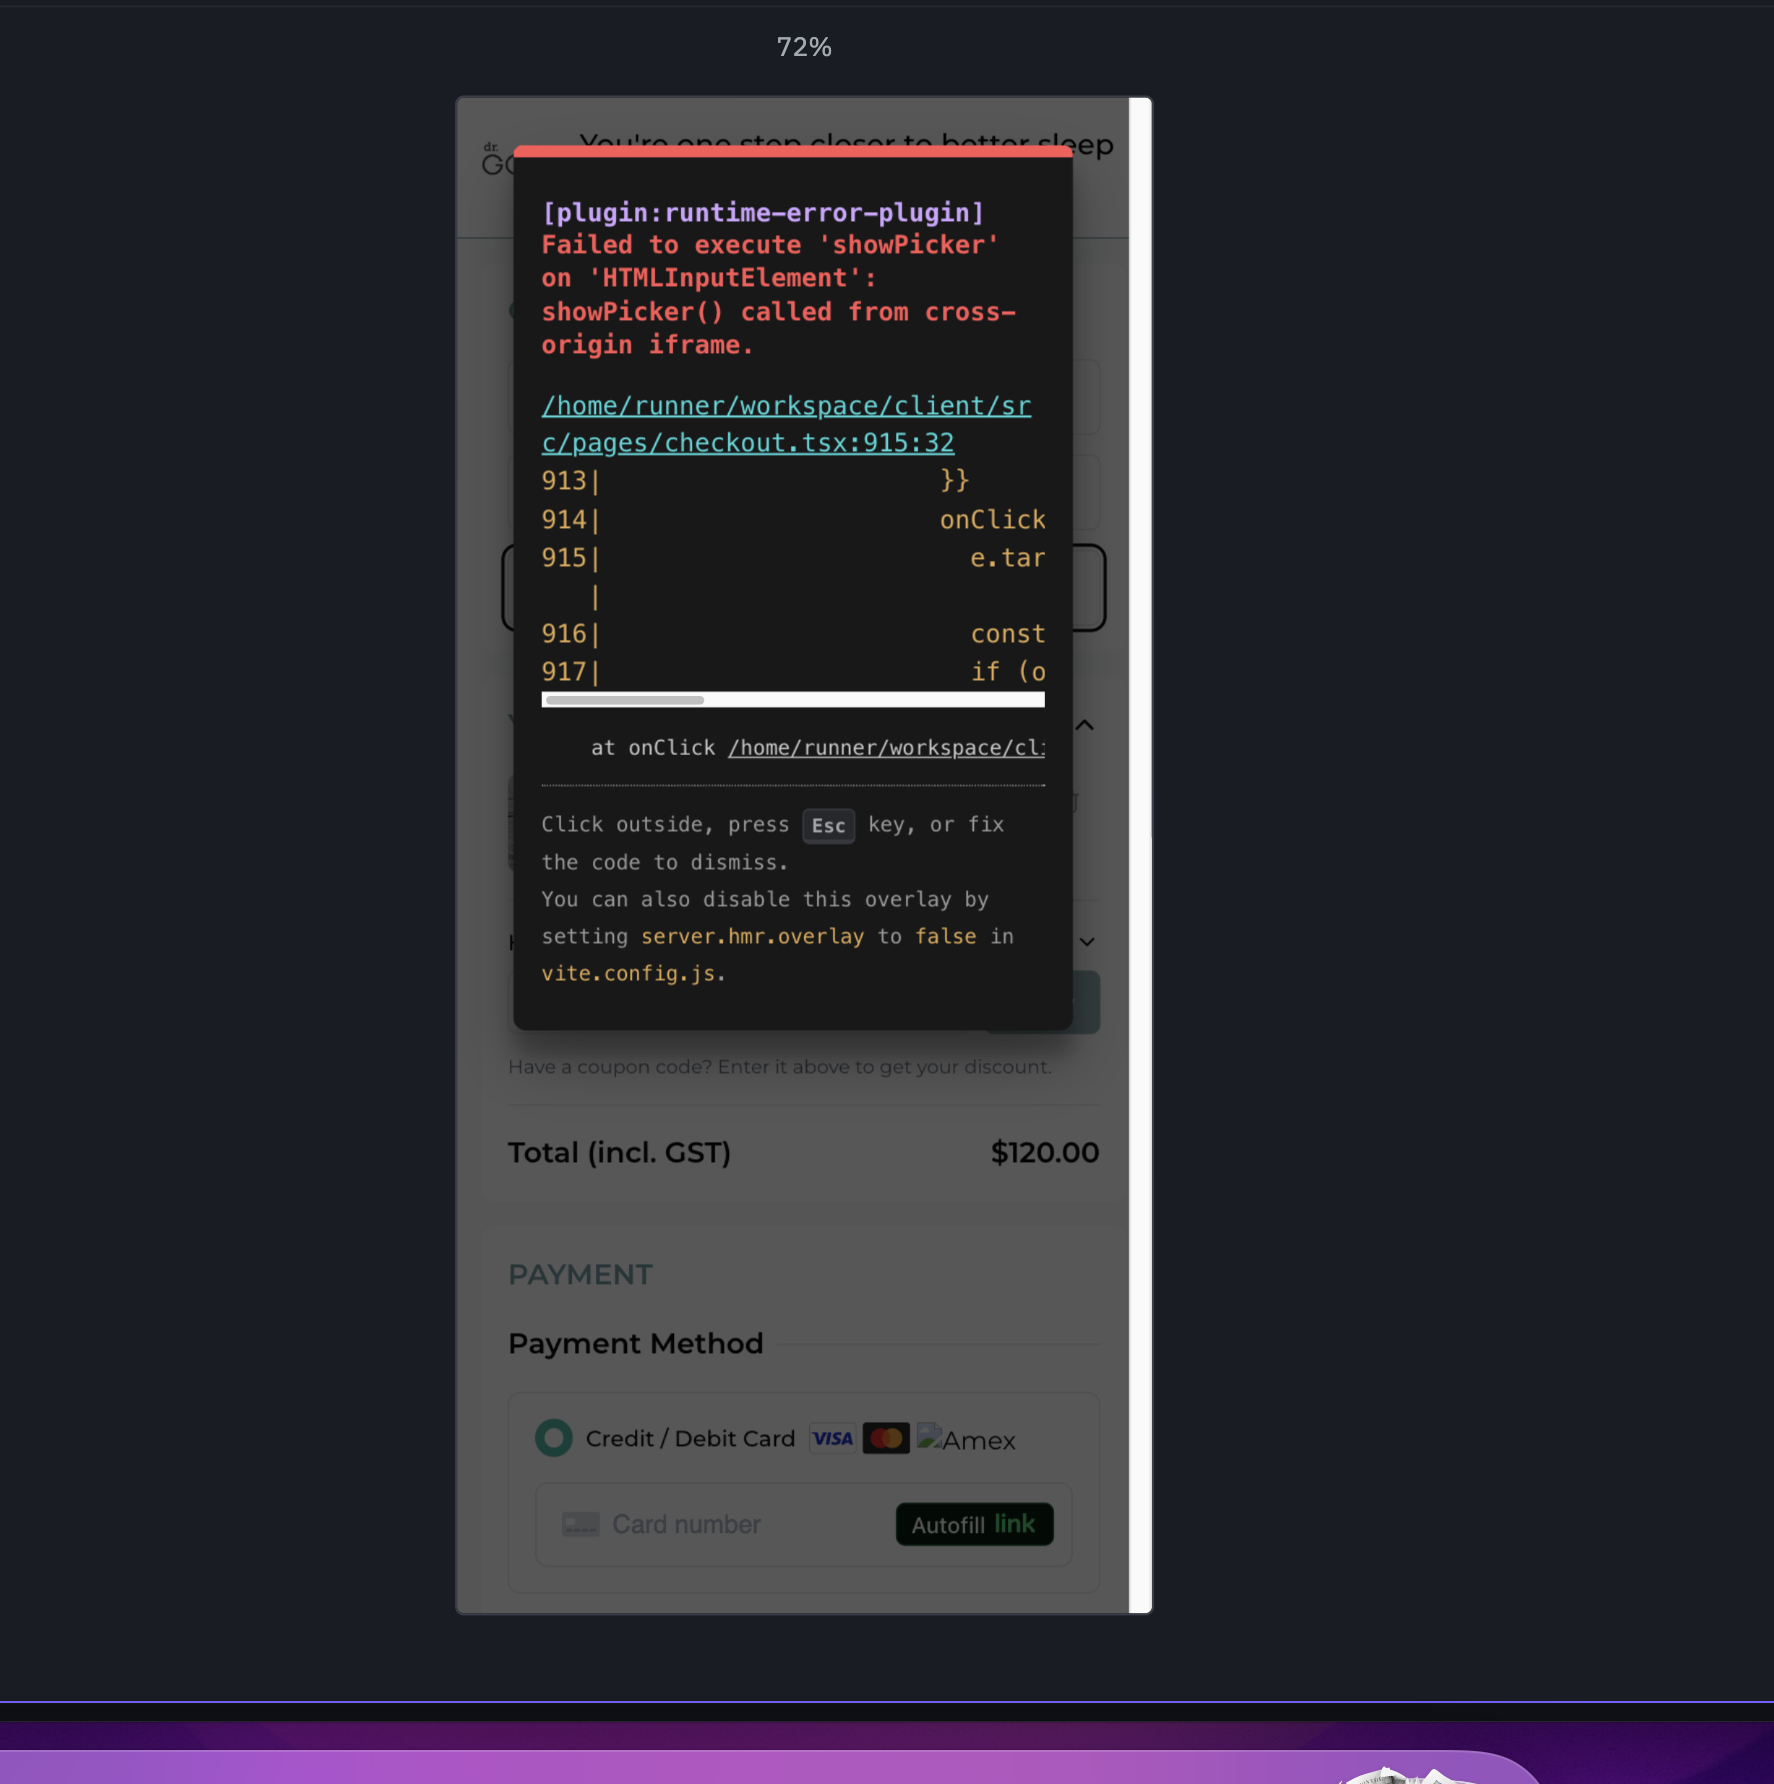 72%
dr.
GO
You're one step closer to better sleep
[plugin:runtime-error-plugin]
Failed to execute 'showPicker'
on 'HTMLInputElement':
showPicker() called from cross-
origin iframe.
/home/runner/workspace/client/sr
c/pages/checkout.tsx:915:32
913| }}
914| onClick
915| e.tar
|
916| const
917| if (o
at onClick /home/runner/workspace/cli
Click outside, press Esc key, or fix
the code to dismiss.
You can also disable this overlay by
setting server.hmr.overlay to false in
vite.config.js.
Have a coupon code? Enter it above to get your discount.
Total (incl. GST) $120.00
PAYMENT
Payment Method
Credit / Debit Card VISA Amex
Card number Autofill link